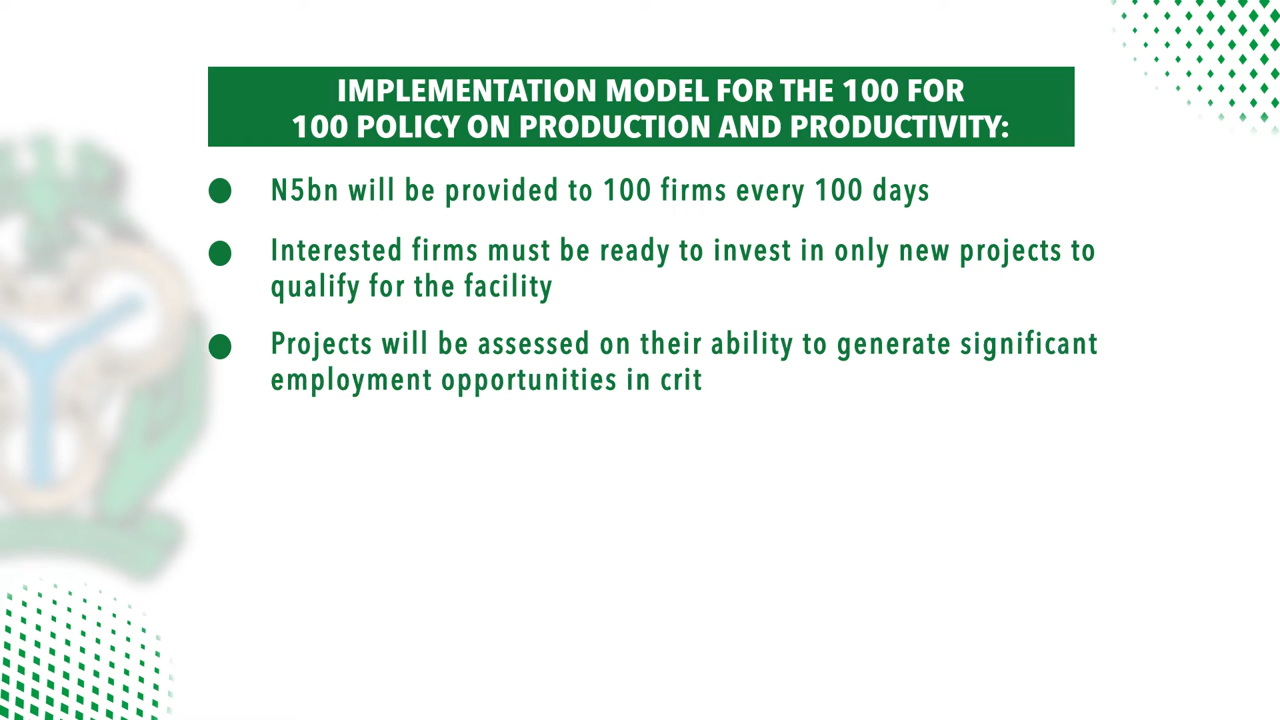 IMPLEMENTATION MODEL FOR THE 100 FOR
100 POLICY ON PRODUCTION AND PRODUCTIVITY:
N5bn will be provided to 100 firms every 100 days
Interested firms must be ready to invest in only new projects to
qualify for the facility
Projects will be assessed on their ability to generate significant
employment opportunities in crit